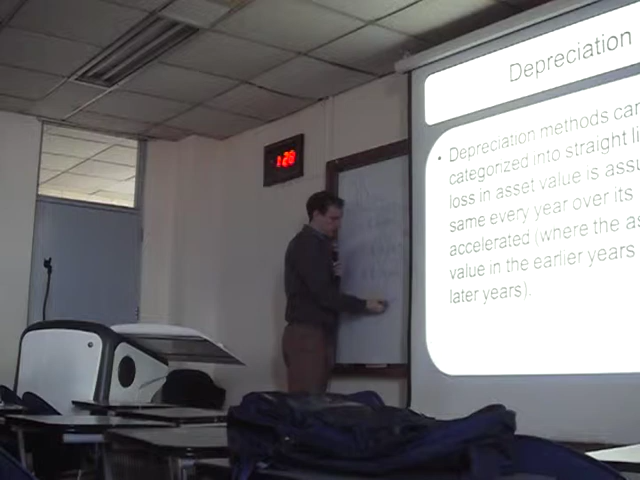 Depreciation
1:20
• Depreciation methods can
categorized into straight li
loss in asset value is assu
same every year over its
accelerated (where the as
value in the earlier years
later years).